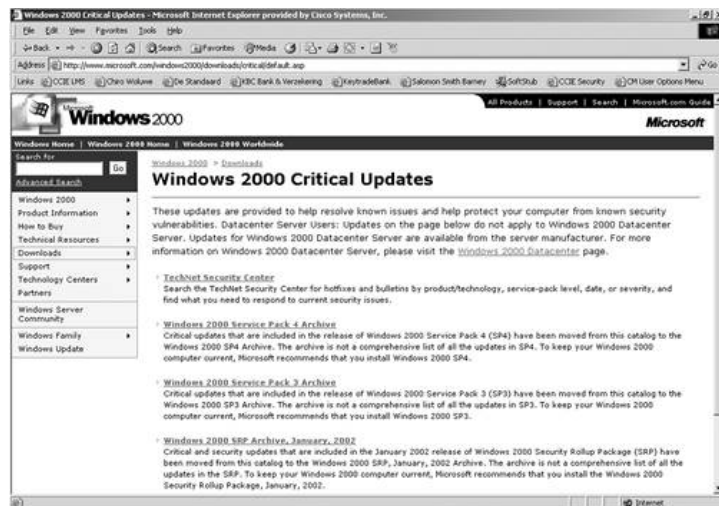 Windows 2000 Critical Updates - Microsoft Internet Explorer provided by Cisco Systems, Inc.
File Edit View Favorites Tools Help
Back Search Favorites Media
Address http://www.microsoft.com/windows2000/downloads/critical/default.asp Go
Links CCIE LMS Chiro Woluwe De Standaard KBC Bank & Verzekering KeytradeBank Salomon Smith Barney SoftStub CCIE Security CM User Options Menu
All Products | Support | Search | Microsoft.com Guide
Microsoft
Windows 2000
Microsoft
Windows Home | Windows 2000 Home | Windows 2000 Worldwide
Search for
Go
Advanced Search
Windows 2000
Product Information
How to Buy
Technical Resources
Downloads
Support
Technology Centers
Partners
Windows Server
Community
Windows Family
Windows Update
Windows 2000 > Downloads
Windows 2000 Critical Updates
These updates are provided to help resolve known issues and help protect your computer from known security
vulnerabilities. Datacenter Server Users: Updates on the page below do not apply to Windows 2000 Datacenter
Server. Updates for Windows 2000 Datacenter Server are available from the server manufacturer. For more
information on Windows 2000 Datacenter Server, please visit the Windows 2000 Datacenter page.
TechNet Security Center
Search the TechNet Security Center for hotfixes and bulletins by product/technology, service-pack level, date, or severity, and
find what you need to respond to current security issues.
Windows 2000 Service Pack 4 Archive
Critical updates that are included in the release of Windows 2000 Service Pack 4 (SP4) have been moved from this catalog to the
Windows 2000 SP4 Archive. The archive is not a comprehensive list of all the updates in SP4. To keep your Windows 2000
computer current, Microsoft recommends that you install Windows 2000 SP4.
Windows 2000 Service Pack 3 Archive
Critical updates that are included in the release of Windows 2000 Service Pack 3 (SP3) have been moved from this catalog to the
Windows 2000 SP3 Archive. The archive is not a comprehensive list of all the updates in SP3. To keep your Windows 2000
computer current, Microsoft recommends that you install Windows 2000 SP3.
Windows 2000 SRP Archive, January, 2002
Critical and security updates that are included in the January 2002 release of Windows 2000 Security Rollup Package (SRP) have
been moved from this catalog to the Windows 2000 SRP, January, 2002 Archive. The archive is not a comprehensive list of all the
updates in the SRP. To keep your Windows 2000 computer current, Microsoft recommends that you install the Windows 2000
Security Rollup Package, January, 2002.
Internet